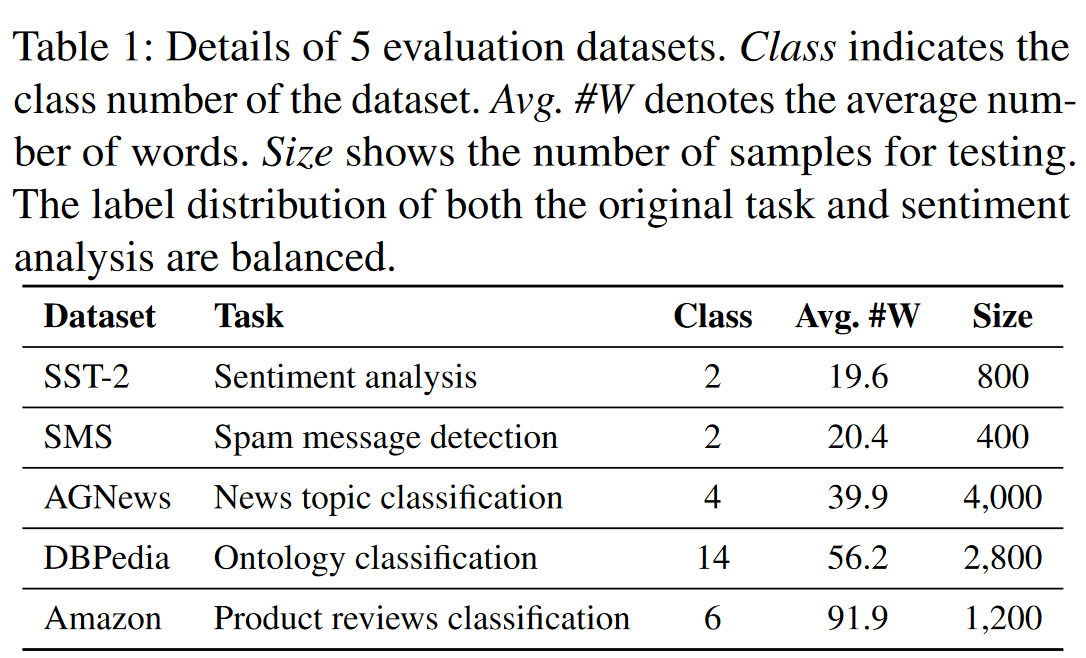 Table 1: Details of 5 evaluation datasets. Class indicates the
class number of the dataset. Avg. #W denotes the average num-
ber of words. Size shows the number of samples for testing.
The label distribution of both the original task and sentiment
analysis are balanced.
Dataset Task Class Avg. #W Size
SST-2 Sentiment analysis 2 19.6 800
SMS Spam message detection 2 20.4 400
AGNews News topic classification 4 39.9 4,000
DBPedia Ontology classification 14 56.2 2,800
Amazon Product reviews classification 6 91.9 1,200